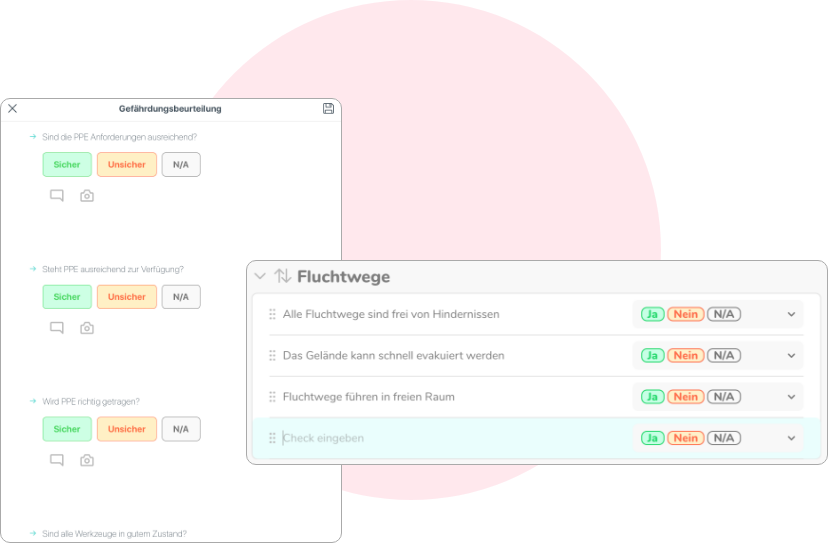 Gefährdungsbeurteilung
Sind die PPE Anforderungen ausreichend?
Sicher Unsicher N/A
Steht PPE ausreichend zur Verfügung?
Sicher Unsicher N/A
Wird PPE richtig getragen?
Sicher Unsicher N/A
Sind alle Werkzeuge in gutem Zustand?
Fluchtwege
Alle Fluchtwege sind frei von Hindernissen Ja Nein N/A
Das Gelände kann schnell evakuiert werden Ja Nein N/A
Fluchtwege führen in freien Raum Ja Nein N/A
Check eingeben Ja Nein N/A